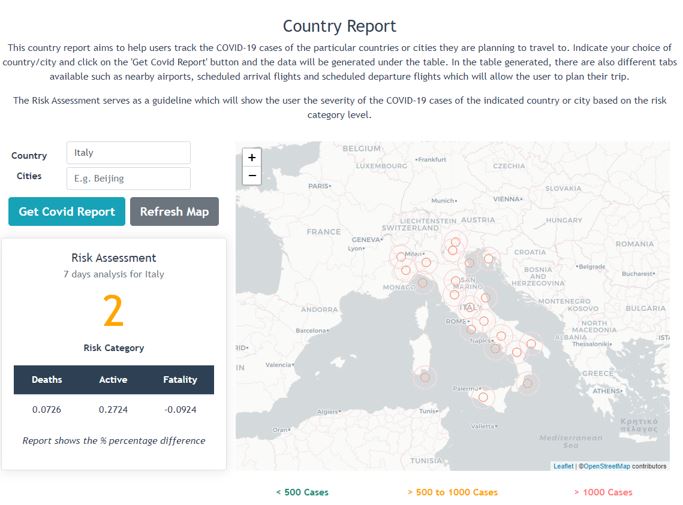 Country Report
This country report aims to help users track the COVID-19 cases of the particular countries or cities they are planning to travel to. Indicate your choice of
country/city and click on the 'Get Covid Report' button and the data will be generated under the table. In the table generated, there are also different tabs
available such as nearby airports, scheduled arrival flights and scheduled departure flights which will allow the user to plan their trip.
The Risk Assessment serves as a guideline which will show the user the severity of the COVID-19 cases of the indicated country or city based on the risk
category level.
Country
Italy
Cities
E.g. Beijing
Get Covid Report
Refresh Map
Risk Assessment
7 days analysis for Italy
2
Risk Category
Deaths Active Fatality
0.0726 0.2724 -0.0924
Report shows the % percentage difference
+
−
BELGIUM
Frankfurt
LUXEMBOURG
CZECHIA
PARIS
SLOVAKIA
Munich
VIENNA
LIECHTENSTEIN
AUSTRIA
HUNGARY
FRANCE
SWITZERLAND
GENEVA
ROMANIA
Lyon
Milan
CROATIA
BOSNIA
AND
HERZEGOVINA
Belgrade
Bucharest
MONACO
SAN
MARINO
MONTENEGRO
ANDORRA
ITALY
KOSOVO
BULGARIA
ROME
NORTH
MACEDONIA
Barcelona
Naples
ALBANIA
Thessaloniki
Valencia
GREECE
Palermo
ATHENS
Oran
Algiers
Tunis
Valletta
Κρητικό
πέλαγος
Mediterranean
Sea
TUNISIA
Leaflet | ©OpenStreetMap contributors
< 500 Cases
> 500 to 1000 Cases
> 1000 Cases